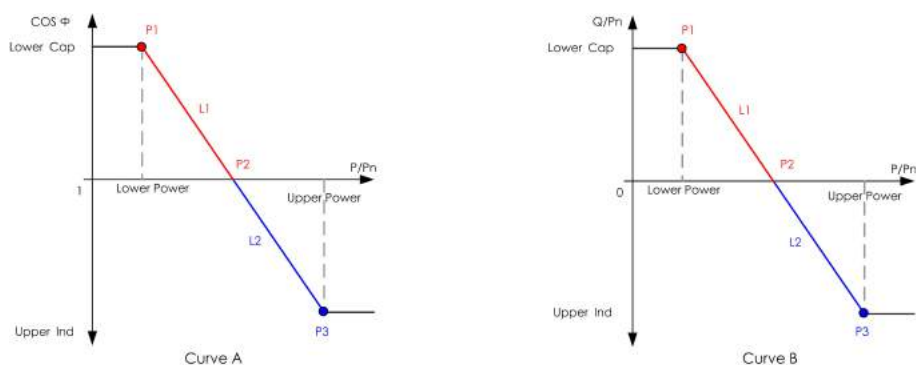 COS Φ
P1
Lower Cap
L1
P2
P/Pn
1
Lower Power
Upper Power
L2
Upper Ind
P3
Curve A
Q/Pn
P1
Lower Cap
L1
P2
P/Pn
0
Lower Power
Upper Power
L2
Upper Ind
P3
Curve B